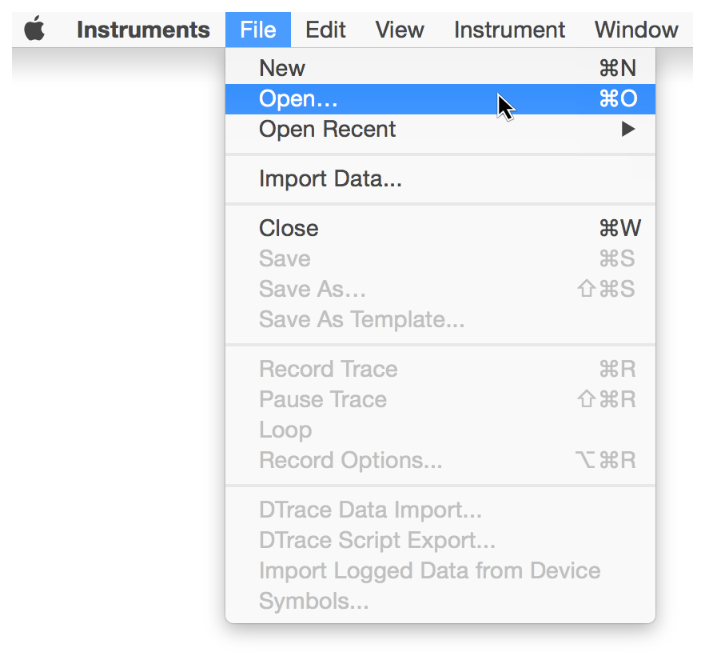 Instruments File Edit View Instrument Window
New ⌘N
Open... ⌘O
Open Recent ▶
Import Data...
Close ⌘W
Save ⌘S
Save As... ⇧⌘S
Save As Template...
Record Trace ⌘R
Pause Trace ⇧⌘R
Loop
Record Options... ⌥⌘R
DTrace Data Import...
DTrace Script Export...
Import Logged Data from Device
Symbols...